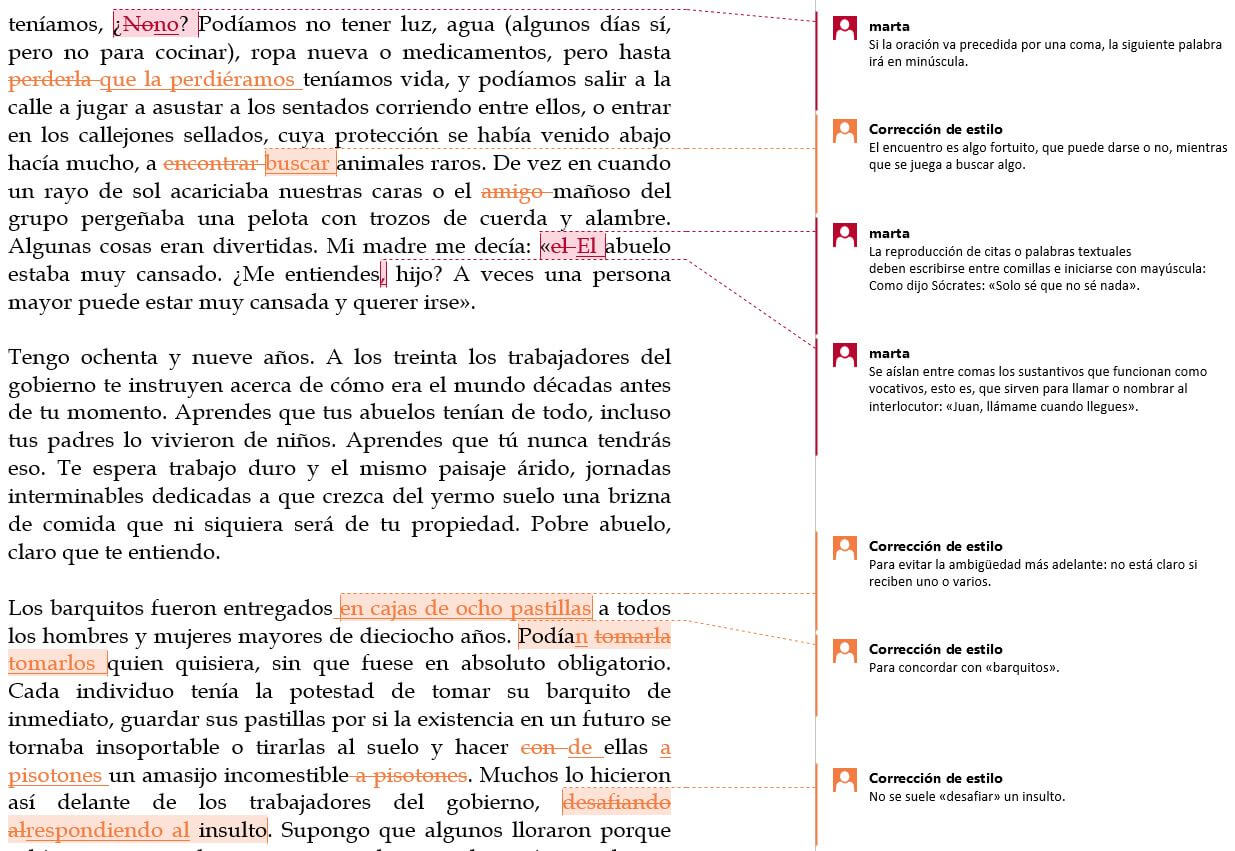 teníamos, ¿Nono? Podíamos no tener luz, agua (algunos días sí,
pero no para cocinar), ropa nueva o medicamentos, pero hasta
perderla que la perdiéramos teníamos vida, y podíamos salir a la
calle a jugar a asustar a los sentados corriendo entre ellos, o entrar
en los callejones sellados, cuya protección se había venido abajo
hacía mucho, a encontrar buscar animales raros. De vez en cuando
un rayo de sol acariciaba nuestras caras o el amigo mañoso del
grupo pergeñaba una pelota con trozos de cuerda y alambre.
Algunas cosas eran divertidas. Mi madre me decía: «el El abuelo
estaba muy cansado. ¿Me entiendes, hijo? A veces una persona
mayor puede estar muy cansada y querer irse».
Tengo ochenta y nueve años. A los treinta los trabajadores del
gobierno te instruyen acerca de cómo era el mundo décadas antes
de tu momento. Aprendes que tus abuelos tenían de todo, incluso
tus padres lo vivieron de niños. Aprendes que tú nunca tendrás
eso. Te espera trabajo duro y el mismo paisaje árido, jornadas
interminables dedicadas a que crezca del yermo suelo una brizna
de comida que ni siquiera será de tu propiedad. Pobre abuelo,
claro que te entiendo.
Los barquitos fueron entregados en cajas de ocho pastillas a todos
los hombres y mujeres mayores de dieciocho años. Podían tomarla
tomarlos quien quisiera, sin que fuese en absoluto obligatorio.
Cada individuo tenía la potestad de tomar su barquito de
inmediato, guardar sus pastillas por si la existencia en un futuro se
tornaba insoportable o tirarlas al suelo y hacer con de ellas a
pisotones un amasijo incomestible a pisotones. Muchos lo hicieron
así delante de los trabajadores del gobierno, desafiando
alrespondiendo al insulto. Supongo que algunos lloraron porque
marta
Si la oración va precedida por una coma, la siguiente palabra
irá en minúscula.
Corrección de estilo
El encuentro es algo fortuito, que puede darse o no, mientras
que se juega a buscar algo.
marta
La reproducción de citas o palabras textuales
deben escribirse entre comillas e iniciarse con mayúscula:
Como dijo Sócrates: «Solo sé que no sé nada».
marta
Se aíslan entre comas los sustantivos que funcionan como
vocativos, esto es, que sirven para llamar o nombrar al
interlocutor: «Juan, llámame cuando llegues».
Corrección de estilo
Para evitar la ambigüedad más adelante: no está claro si
reciben uno o varios.
Corrección de estilo
Para concordar con «barquitos».
Corrección de estilo
No se suele «desafiar» un insulto.